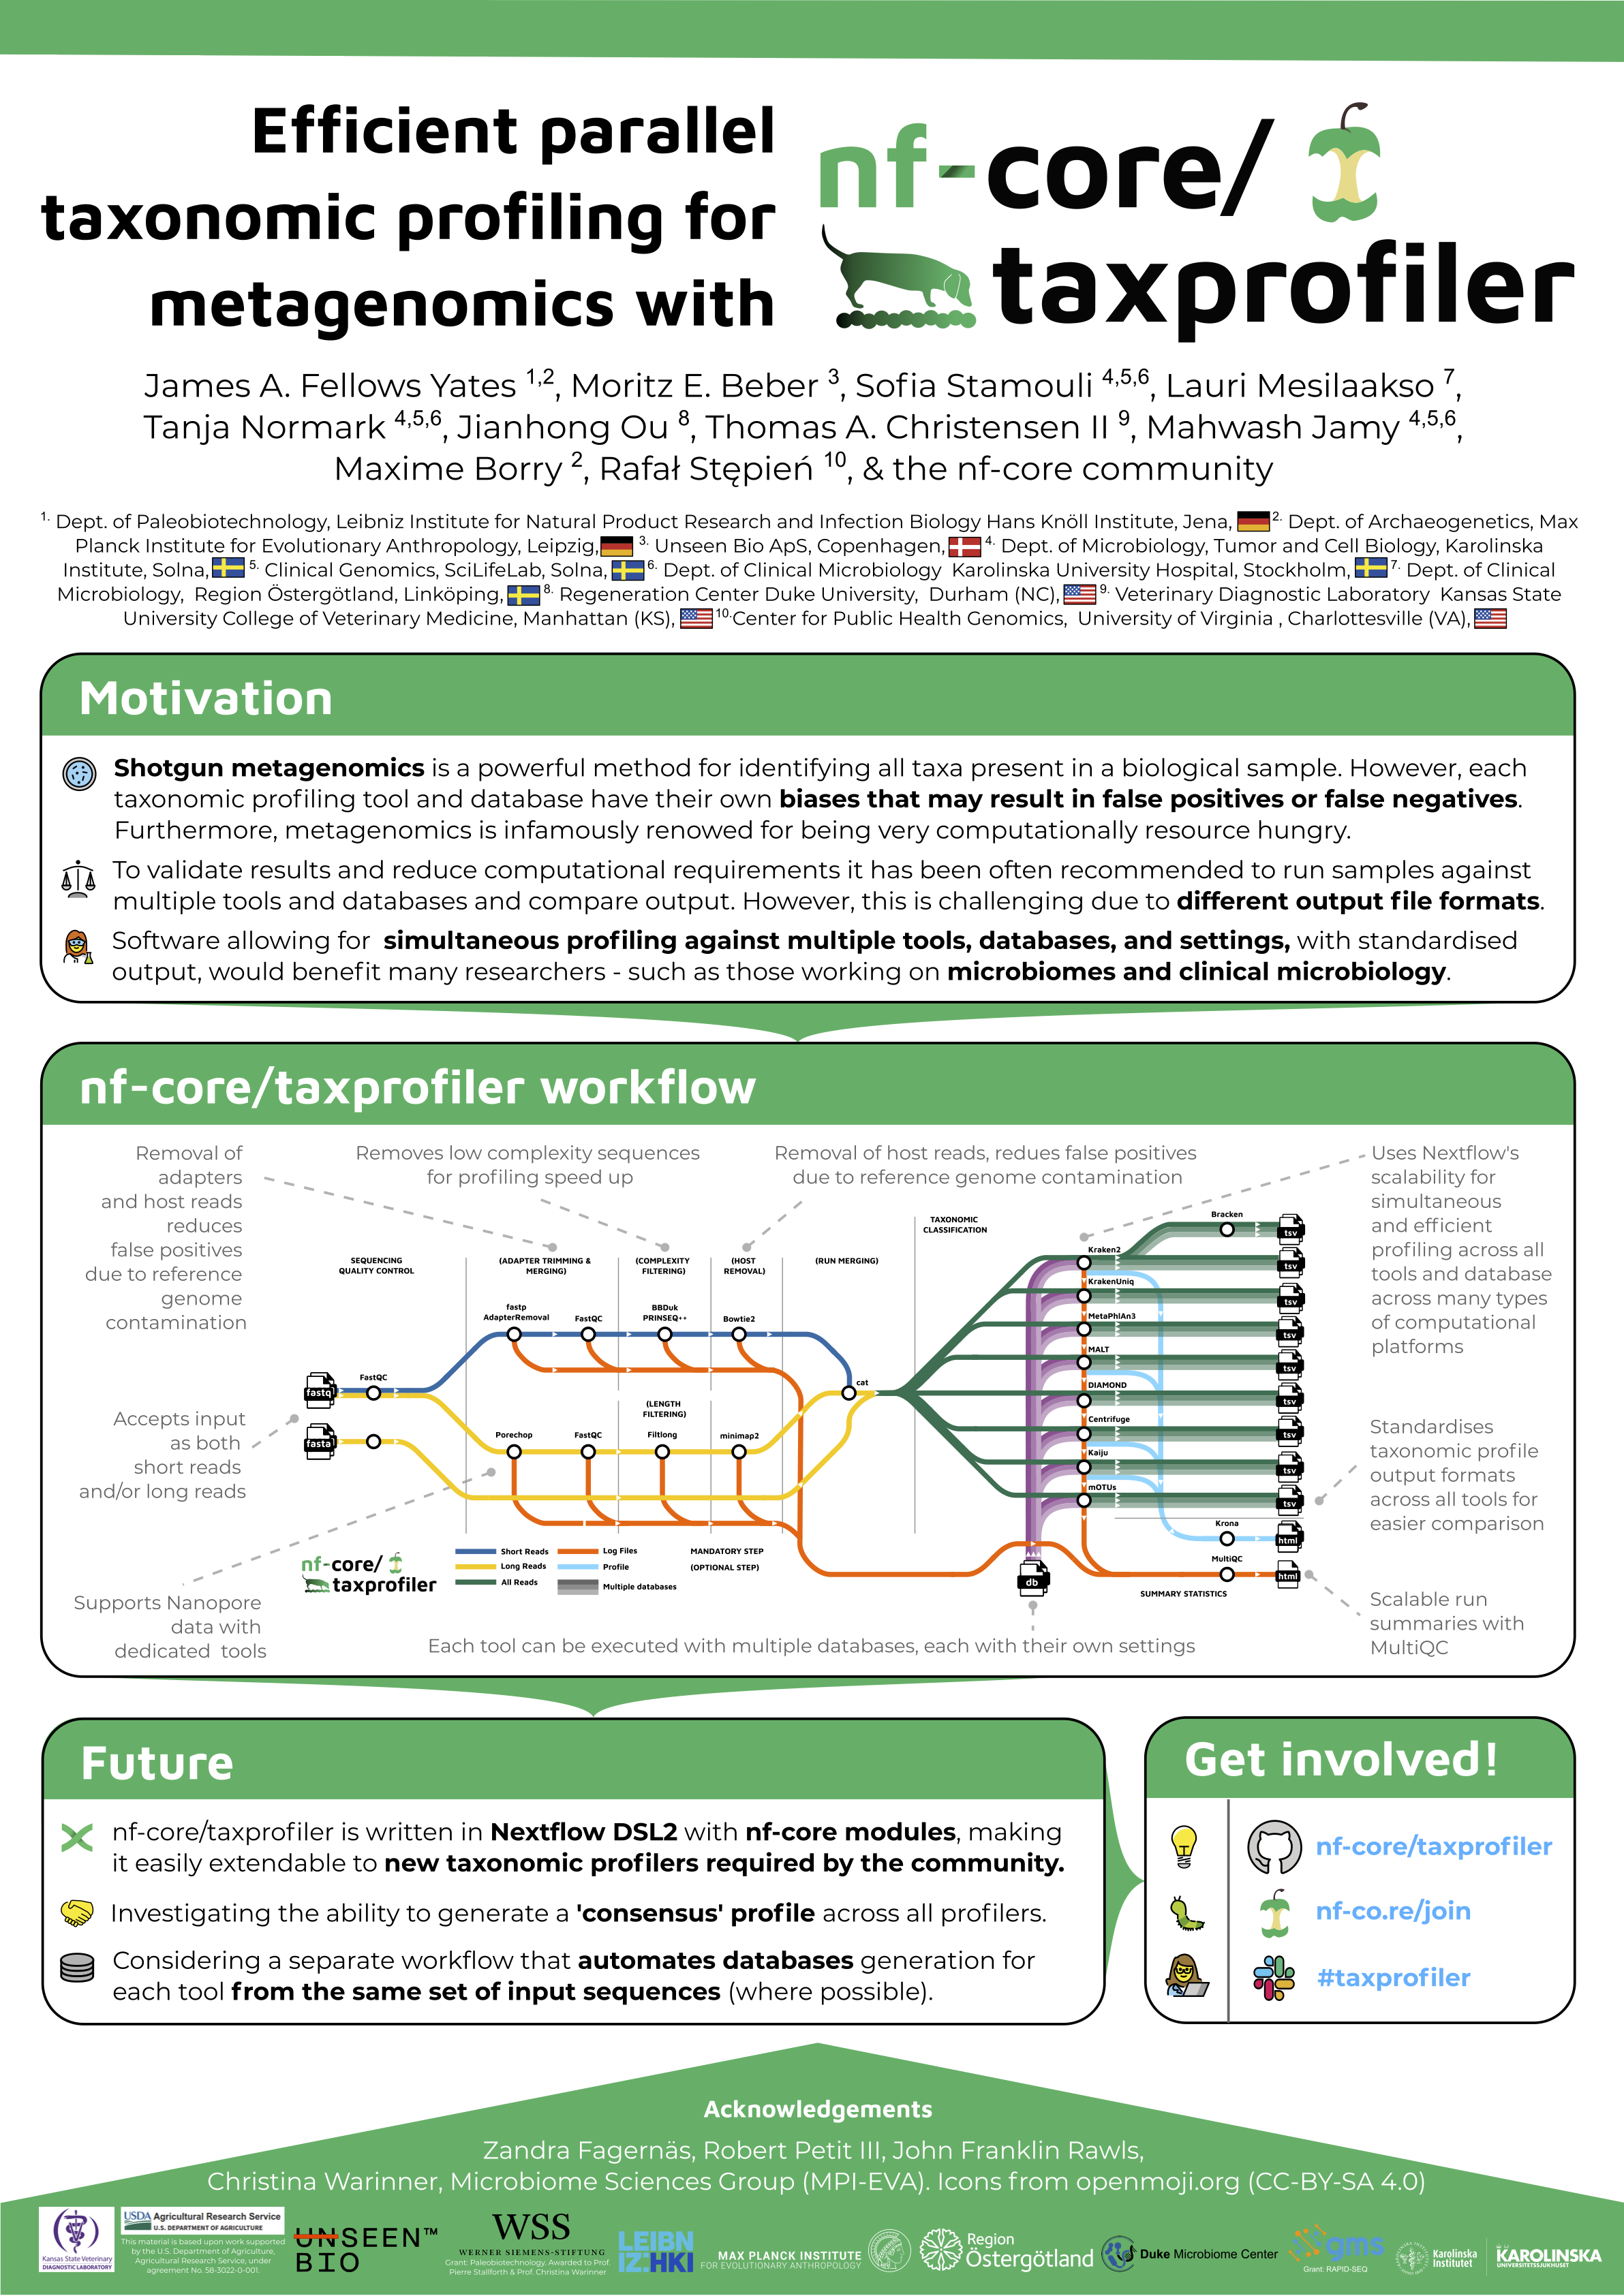 Efficient parallel
taxonomic profiling for
metagenomics with
nf-core/
taxprofiler
James A. Fellows Yates 1,2, Moritz E. Beber 3, Sofia Stamouli 4,5,6, Lauri Mesilaakso 7,
Tanja Normark 4,5,6, Jianhong Ou 8, Thomas A. Christensen II 9, Mahwash Jamy 4,5,6,
Maxime Borry 2, Rafał Stępień 10, & the nf-core community
1. Dept. of Paleobiotechnology, Leibniz Institute for Natural Product Research and Infection Biology Hans Knöll Institute, Jena, 2. Dept. of Archaeogenetics, Max
Planck Institute for Evolutionary Anthropology, Leipzig, 3. Unseen Bio ApS, Copenhagen, 4. Dept. of Microbiology, Tumor and Cell Biology, Karolinska
Institute, Solna, 5. Clinical Genomics, SciLifeLab, Solna, 6. Dept. of Clinical Microbiology Karolinska University Hospital, Stockholm, 7. Dept. of Clinical
Microbiology, Region Östergötland, Linköping, 8. Regeneration Center Duke University, Durham (NC), 9. Veterinary Diagnostic Laboratory Kansas State
University College of Veterinary Medicine, Manhattan (KS), 10. Center for Public Health Genomics, University of Virginia , Charlottesville (VA),
Motivation
Shotgun metagenomics is a powerful method for identifying all taxa present in a biological sample. However, each
taxonomic profiling tool and database have their own biases that may result in false positives or false negatives.
Furthermore, metagenomics is infamously renowed for being very computationally resource hungry.
To validate results and reduce computational requirements it has been often recommended to run samples against
multiple tools and databases and compare output. However, this is challenging due to different output file formats.
Software allowing for simultaneous profiling against multiple tools, databases, and settings, with standardised
output, would benefit many researchers - such as those working on microbiomes and clinical microbiology.
nf-core/taxprofiler workflow
Removal of
adapters
and host reads
reduces
false positives
due to reference
genome
contamination
Removes low complexity sequences
for profiling speed up
Removal of host reads, redues false positives
due to reference genome contamination
Uses Nextflow's
scalability for
simultaneous
and efficient
profiling across all
tools and database
across many types
of computational
platforms
SEQUENCING
QUALITY CONTROL
(ADAPTER TRIMMING &
MERGING)
(COMPLEXITY
FILTERING)
(HOST
REMOVAL)
(RUN MERGING)
TAXONOMIC
CLASSIFICATION
fastp
AdapterRemoval
FastQC
BBDuk
PRINSEQ++
Bowtie2
fastq
FastQC
fasta
cat
(LENGTH
FILTERING)
Porechop
FastQC
Filtlong
minimap2
Bracken
tsv
Kraken2
tsv
KrakenUniq
tsv
MetaPhlAn3
tsv
MALT
tsv
DIAMOND
tsv
Centrifuge
tsv
Kaiju
tsv
mOTUs
tsv
Krona
html
MultiQC
html
db
SUMMARY STATISTICS
Accepts input
as both
short reads
and/or long reads
Standardises
taxonomic profile
output formats
across all tools for
easier comparison
nf-core/
taxprofiler
Short Reads
Long Reads
All Reads
Log Files
Profile
Multiple databases
MANDATORY STEP
(OPTIONAL STEP)
Supports Nanopore
data with
dedicated tools
Each tool can be executed with multiple databases, each with their own settings
Scalable run
summaries with
MultiQC
Future
nf-core/taxprofiler is written in Nextflow DSL2 with nf-core modules, making
it easily extendable to new taxonomic profilers required by the community.
Investigating the ability to generate a 'consensus' profile across all profilers.
Considering a separate workflow that automates databases generation for
each tool from the same set of input sequences (where possible).
Get involved!
nf-core/taxprofiler
nf-co.re/join
#taxprofiler
Acknowledgements
Zandra Fagernäs, Robert Petit III, John Franklin Rawls,
Christina Warinner, Microbiome Sciences Group (MPI-EVA). Icons from openmoji.org (CC-BY-SA 4.0)
Kansas State Veterinary
DIAGNOSTIC LABORATORY
USDA Agricultural Research Service
U.S. DEPARTMENT OF AGRICULTURE
This material is based upon work supported
by the U.S. Department of Agriculture,
Agricultural Research Service, under
agreement No. 58-3022-0-001.
UNSEEN™
BIO
WSS
WERNER SIEMENS-STIFTUNG
Grant: Paleobiotechnology. Awarded to Prof.
Pierre Stallforth & Prof. Christina Warinner
LEIBN
IZ:HKI
MAX PLANCK INSTITUTE
FOR EVOLUTIONARY ANTHROPOLOGY
Region
Östergötland
Duke Microbiome Center
gms
Grant: RAPID-SEQ
Karolinska
Institutet
KAROLINSKA
UNIVERSITETSSJUKHUSET